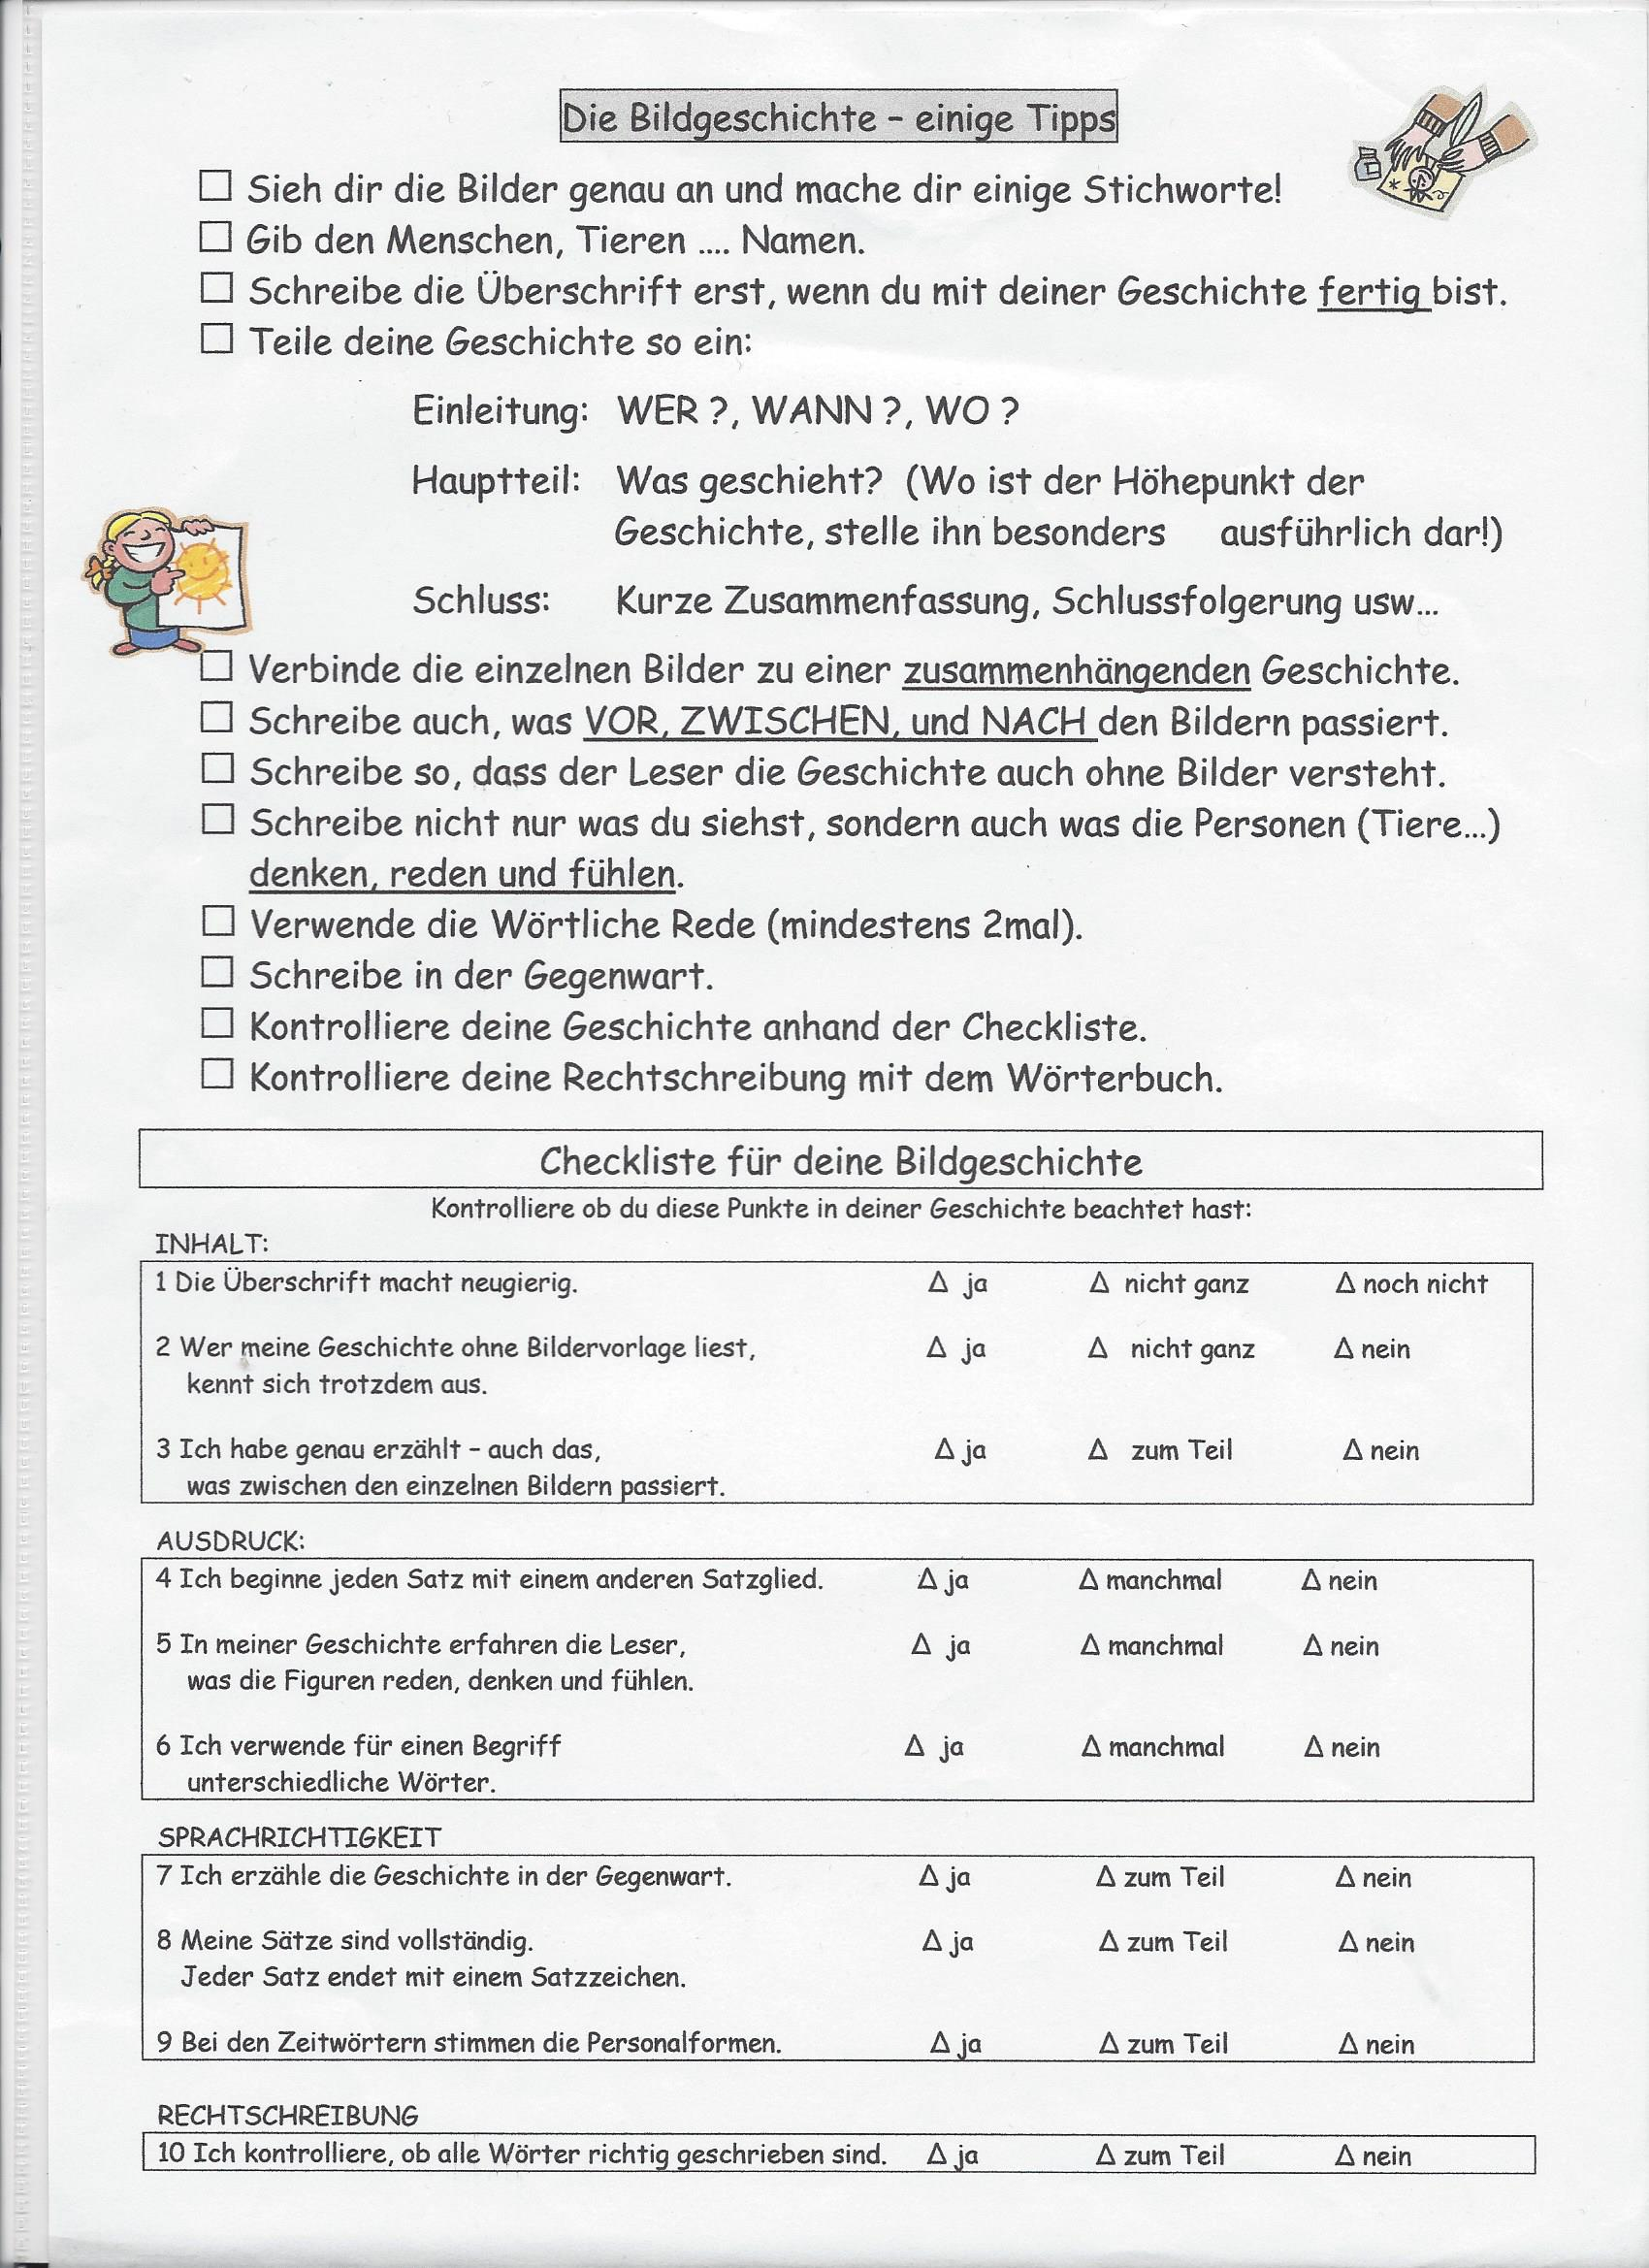 Die Bildgeschichte – einige Tipps
☐ Sieh dir die Bilder genau an und mache dir einige Stichworte!
☐ Gib den Menschen, Tieren .... Namen.
☐ Schreibe die Überschrift erst, wenn du mit deiner Geschichte fertig bist.
☐ Teile deine Geschichte so ein:
Einleitung: WER ?, WANN ?, WO ?
Hauptteil: Was geschieht? (Wo ist der Höhepunkt der
Geschichte, stelle ihn besonders ausführlich dar!)
Schluss: Kurze Zusammenfassung, Schlussfolgerung usw...
☐ Verbinde die einzelnen Bilder zu einer zusammenhängenden Geschichte.
☐ Schreibe auch, was VOR, ZWISCHEN, und NACH den Bildern passiert.
☐ Schreibe so, dass der Leser die Geschichte auch ohne Bilder versteht.
☐ Schreibe nicht nur was du siehst, sondern auch was die Personen (Tiere...)
denken, reden und fühlen.
☐ Verwende die Wörtliche Rede (mindestens 2mal).
☐ Schreibe in der Gegenwart.
☐ Kontrolliere deine Geschichte anhand der Checkliste.
☐ Kontrolliere deine Rechtschreibung mit dem Wörterbuch.
Checkliste für deine Bildgeschichte
Kontrolliere ob du diese Punkte in deiner Geschichte beachtet hast:
INHALT:
1 Die Überschrift macht neugierig. Δ ja Δ nicht ganz Δ noch nicht
2 Wer meine Geschichte ohne Bildervorlage liest, Δ ja Δ nicht ganz Δ nein
kennt sich trotzdem aus.
3 Ich habe genau erzählt – auch das, Δ ja Δ zum Teil Δ nein
was zwischen den einzelnen Bildern passiert.
AUSDRUCK:
4 Ich beginne jeden Satz mit einem anderen Satzglied. Δ ja Δ manchmal Δ nein
5 In meiner Geschichte erfahren die Leser, Δ ja Δ manchmal Δ nein
was die Figuren reden, denken und fühlen.
6 Ich verwende für einen Begriff Δ ja Δ manchmal Δ nein
unterschiedliche Wörter.
SPRACHRICHTIGKEIT
7 Ich erzähle die Geschichte in der Gegenwart. Δ ja Δ zum Teil Δ nein
8 Meine Sätze sind vollständig. Δ ja Δ zum Teil Δ nein
Jeder Satz endet mit einem Satzzeichen.
9 Bei den Zeitwörtern stimmen die Personalformen. Δ ja Δ zum Teil Δ nein
RECHTSCHREIBUNG
10 Ich kontrolliere, ob alle Wörter richtig geschrieben sind. Δ ja Δ zum Teil Δ nein